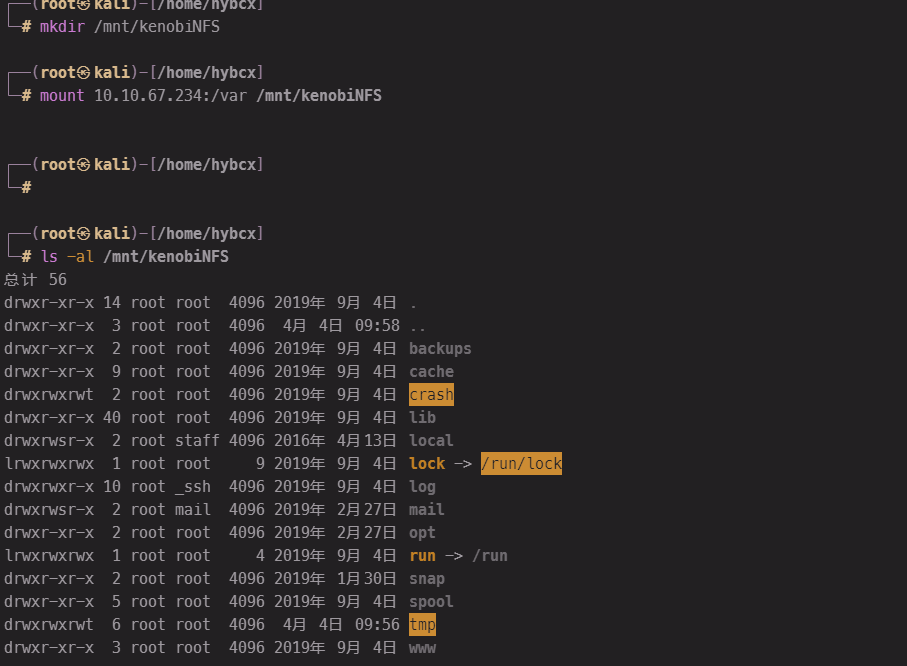 ┌──(root㉿kali)-[/home/hybcx]
└─# mkdir /mnt/kenobiNFS
┌──(root㉿kali)-[/home/hybcx]
└─# mount 10.10.67.234:/var /mnt/kenobiNFS
┌──(root㉿kali)-[/home/hybcx]
└─#
┌──(root㉿kali)-[/home/hybcx]
└─# ls -al /mnt/kenobiNFS
总计 56
drwxr-xr-x 14 root root  4096 2019年 9月 4日 .
drwxr-xr-x  3 root root  4096  4月 4日 09:58 ..
drwxr-xr-x  2 root root  4096 2019年 9月 4日 backups
drwxr-xr-x  9 root root  4096 2019年 9月 4日 cache
drwxrwxrwt  2 root root  4096 2019年 9月 4日 crash
drwxr-xr-x 40 root root  4096 2019年 9月 4日 lib
drwxrwsr-x  2 root staff 4096 2016年 4月13日 local
lrwxrwxrwx  1 root root     9 2019年 9月 4日 lock -> /run/lock
drwxrwxr-x 10 root _ssh  4096 2019年 9月 4日 log
drwxrwsr-x  2 root mail  4096 2019年 2月27日 mail
drwxr-xr-x  2 root root  4096 2019年 2月27日 opt
lrwxrwxrwx  1 root root     4 2019年 9月 4日 run -> /run
drwxr-xr-x  2 root root  4096 2019年 1月30日 snap
drwxr-xr-x  5 root root  4096 2019年 9月 4日 spool
drwxrwxrwt  6 root root  4096  4月 4日 09:56 tmp
drwxr-xr-x  3 root root  4096 2019年 9月 4日 www